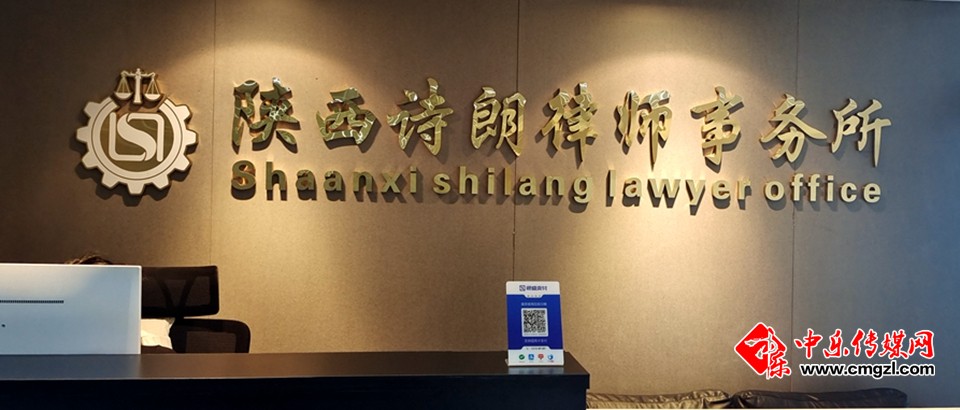 陕西诗朗律师事务所
Shaanxi shilang lawyer office
中乐传媒网
www.cmgzl.com